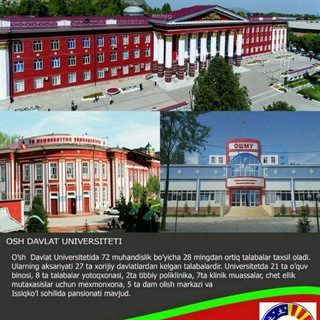 ОШМУ
OSH DAVLAT UNIVERSITETI
O'sh Davlat Universitetida 72 muhandislik bo'yicha 28 mingdan ortiq talabalar taxsil oladi.
Ularning aksariyati 27 ta xorijiy davlatlardan kelgan talabalardir. Universitetda 21 ta o'quv
binosi, 8 ta talabalar yotoqxonasi, 2ta tibbiy poliklinika, 7ta klinik muassalar, chet ellik
mutaxisislar uchun mexmonxona, 5 ta dam olish markazi va
Issiqko'l sohilida pansionati mavjud.